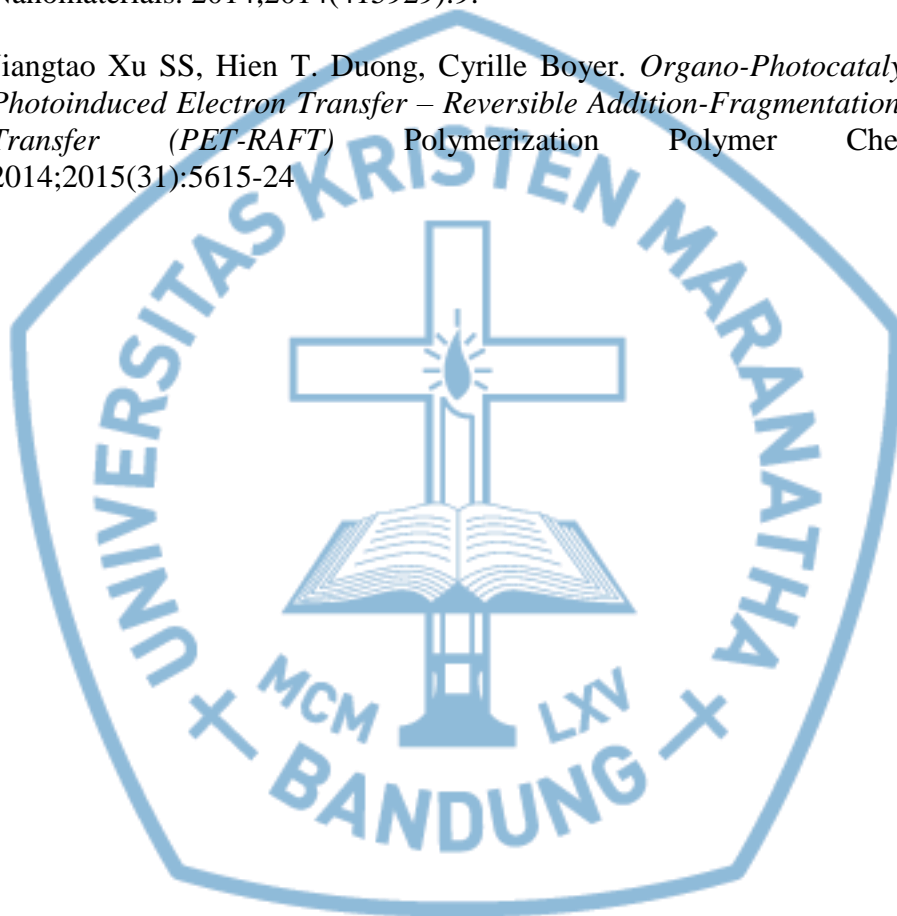 Nanomaterials. 2014;2014(413929):9.
Jiangtao Xu SS, Hien T. Duong, Cyrille Boyer. Organo-Photocataly
Photoinduced Electron Transfer – Reversible Addition-Fragmentation
Transfer (PET-RAFT) Polymerization Polymer Che
2014;2015(31):5615-24
UNIVERSITAS KRISTEN MARANATHA
MCM LXV
BANDUNG